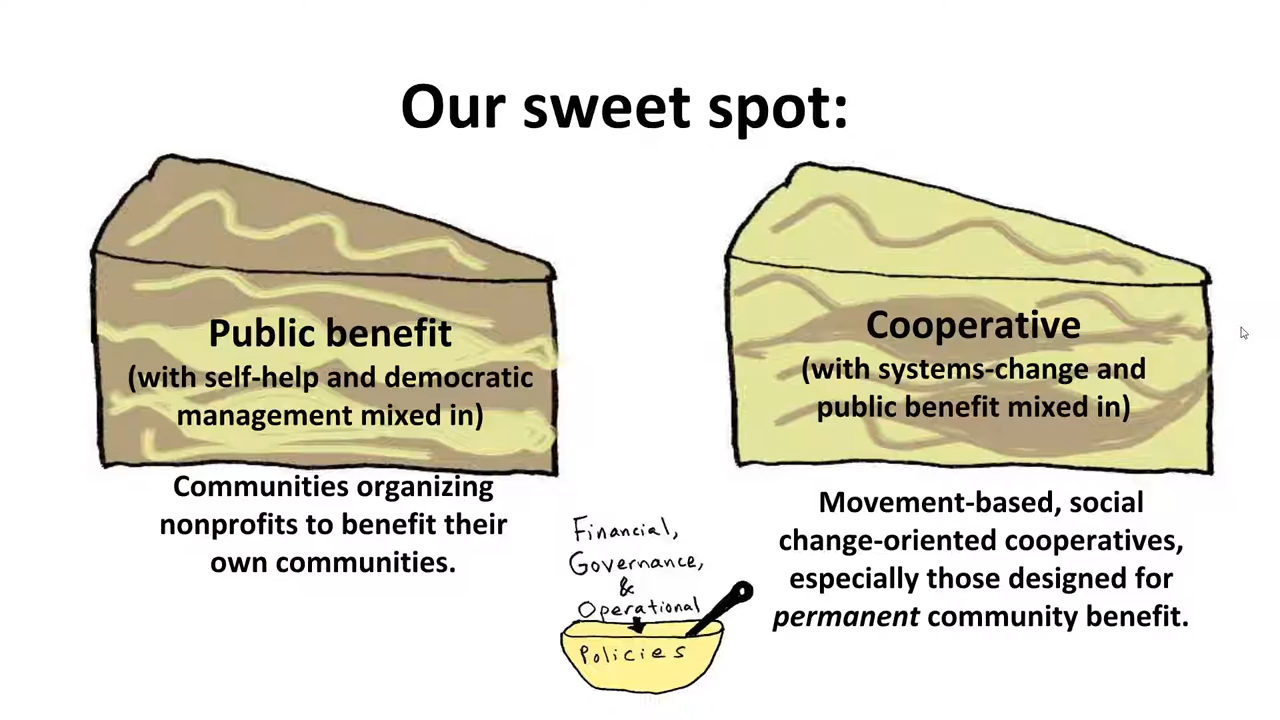 Our sweet spot:
Public benefit
(with self-help and democratic
management mixed in)
Communities organizing
nonprofits to benefit their
own communities.
Cooperative
(with systems-change and
public benefit mixed in)
Movement-based, social
change-oriented cooperatives,
especially those designed for
permanent community benefit.
Financial,
Governance,
&
Operational
Policies